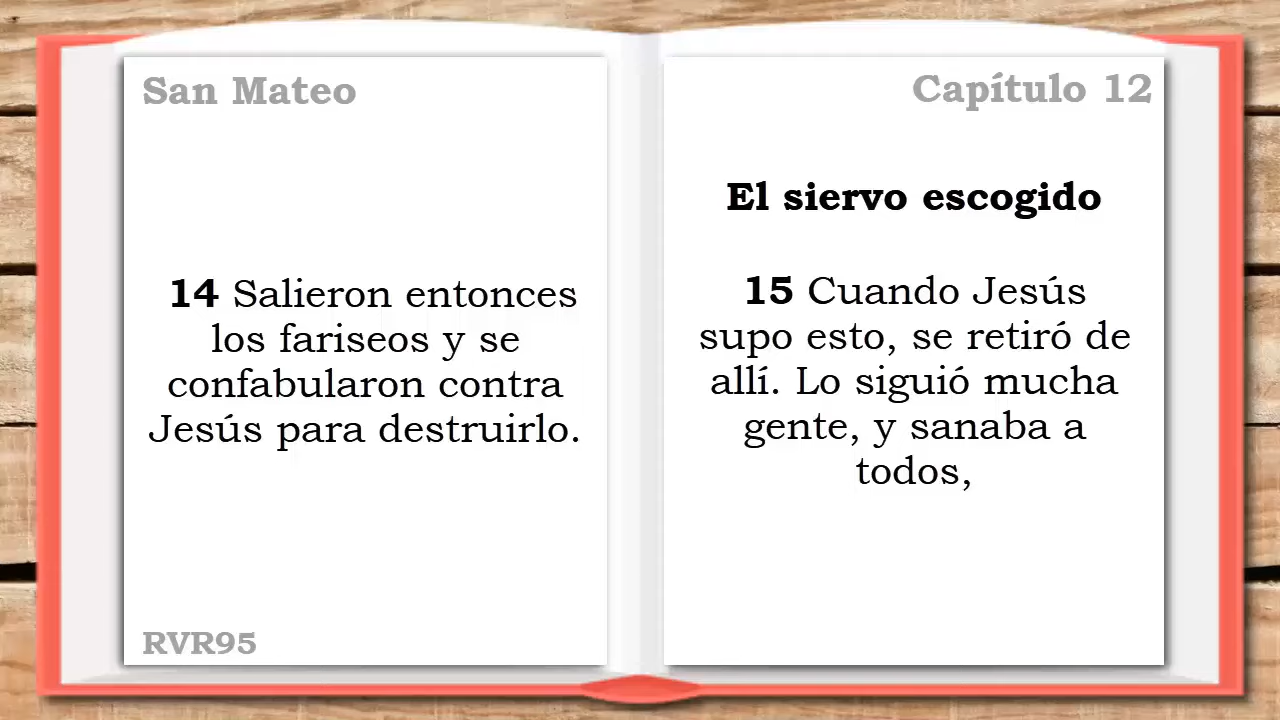 San Mateo
14 Salieron entonces
los fariseos y se
confabularon contra
Jesús para destruirlo.
RVR95
Capítulo 12
El siervo escogido
15 Cuando Jesús
supo esto, se retiró de
allí. Lo siguió mucha
gente, y sanaba a
todos,